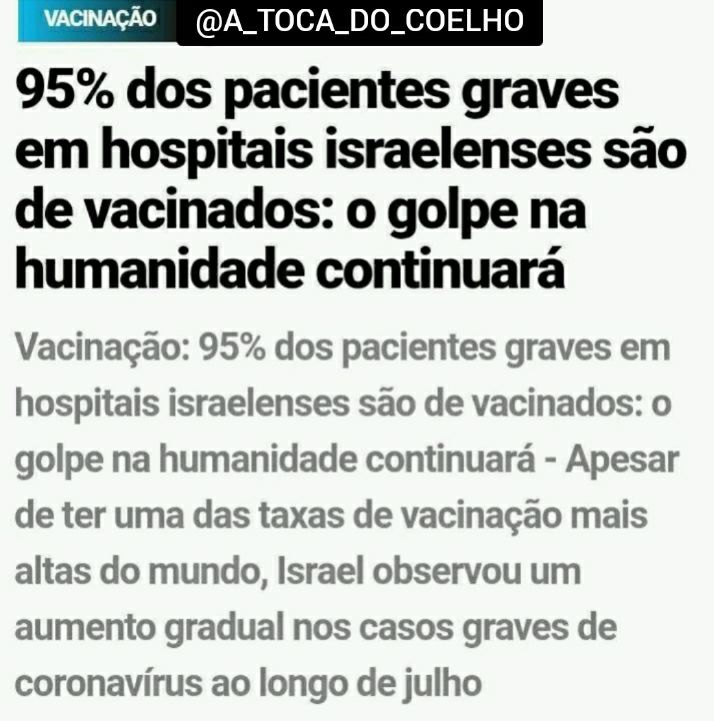 VACINAÇÃO @A_TOCA_DO_COELHO
95% dos pacientes graves
em hospitais israelenses são
de vacinados: o golpe na
humanidade continuará
Vacinação: 95% dos pacientes graves em
hospitais israelenses são de vacinados: o
golpe na humanidade continuará - Apesar
de ter uma das taxas de vacinação mais
altas do mundo, Israel observou um
aumento gradual nos casos graves de
coronavírus ao longo de julho